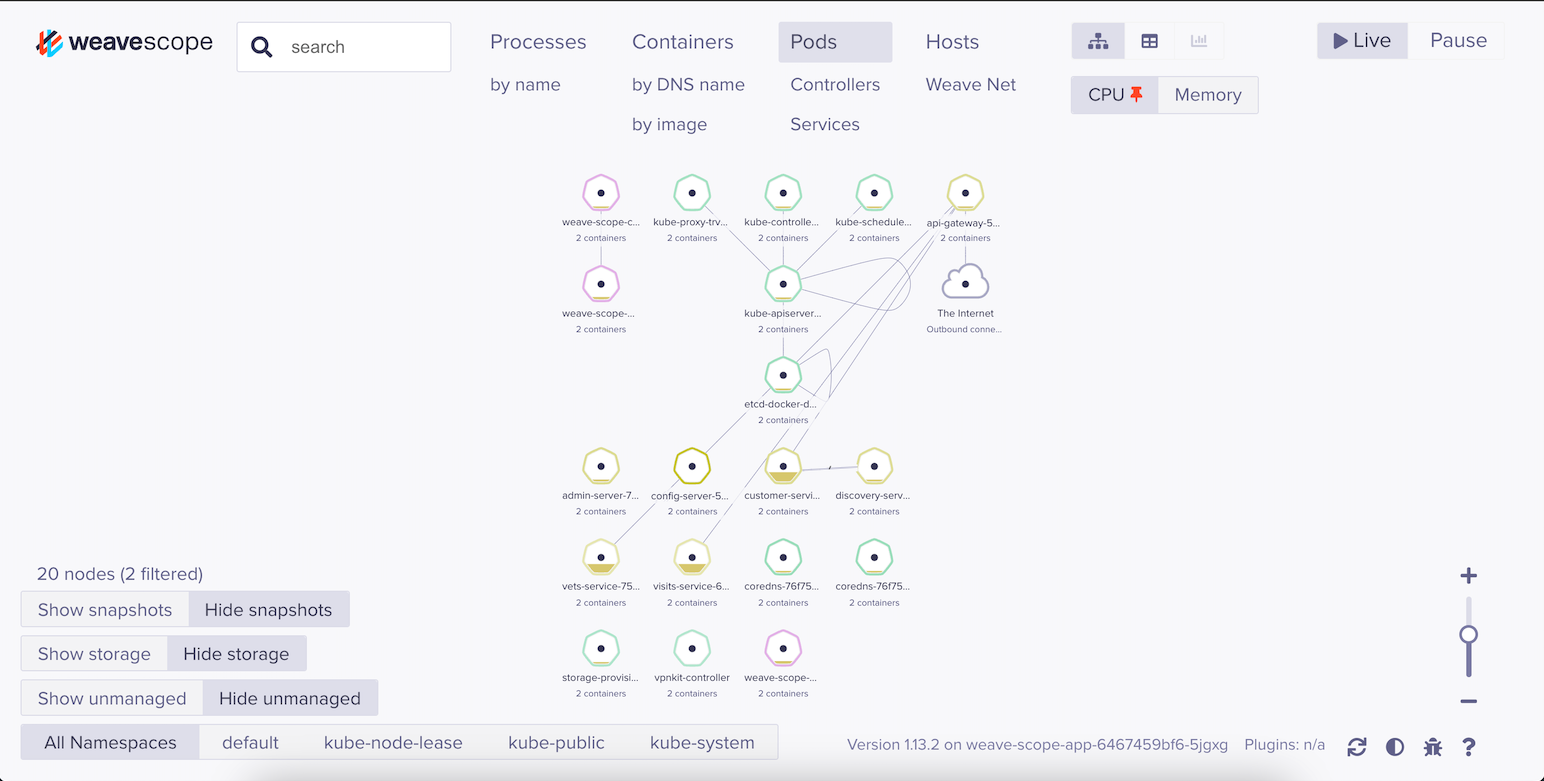 weavescope
search
Processes
by name
Containers
by DNS name
by image
Pods
Controllers
Services
Hosts
Weave Net
CPU
Memory
Live
Pause
weave-scope-c...
2 containers
kube-proxy-trv...
2 containers
kube-controlle...
2 containers
kube-schedule...
2 containers
api-gateway-5...
2 containers
weave-scope-...
2 containers
kube-apiserver...
2 containers
The Internet
Outbound conne...
etcd-docker-d...
2 containers
admin-server-7...
2 containers
config-server-5...
2 containers
customer-servi...
2 containers
discovery-serv...
2 containers
vets-service-75...
2 containers
visits-service-6...
2 containers
coredns-76f75...
2 containers
coredns-76f75...
2 containers
storage-provisi...
2 containers
vpnkit-controller
2 containers
weave-scope-...
2 containers
20 nodes (2 filtered)
Show snapshots
Hide snapshots
Show storage
Hide storage
Show unmanaged
Hide unmanaged
All Namespaces
default
kube-node-lease
kube-public
kube-system
Version 1.13.2 on weave-scope-app-6467459bf6-5jgxg
Plugins: n/a